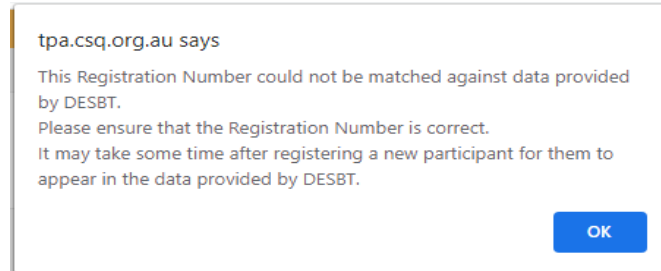 tpa.csq.org.au says
This Registration Number could not be matched against data provided
by DESBT.
Please ensure that the Registration Number is correct.
It may take some time after registering a new participant for them to
appear in the data provided by DESBT.
OK